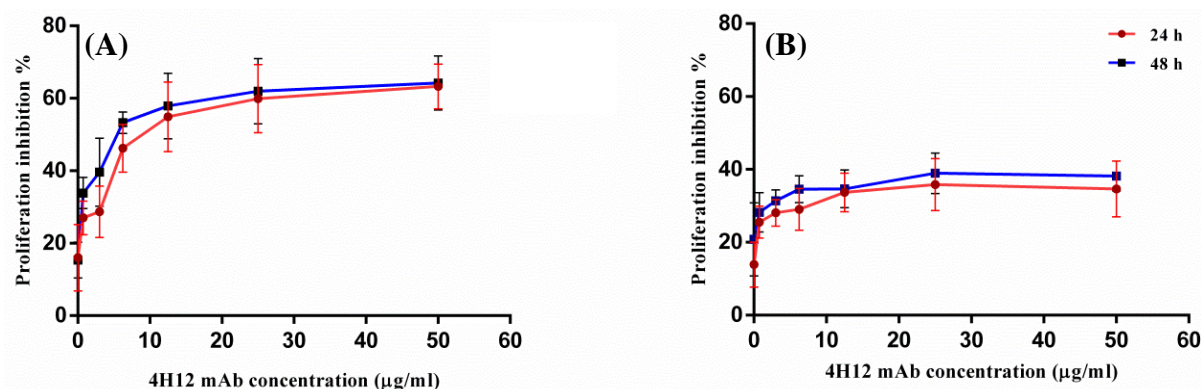 (A)
Proliferation inhibition %
80
60
40
20
0
0 10 20 30 40 50 60
4H12 mAb concentration (µg/ml)
(B)
24 h
48 h
Proliferation inhibition %
80
60
40
20
0
0 10 20 30 40 50 60
4H12 mAb concentration (µg/ml)